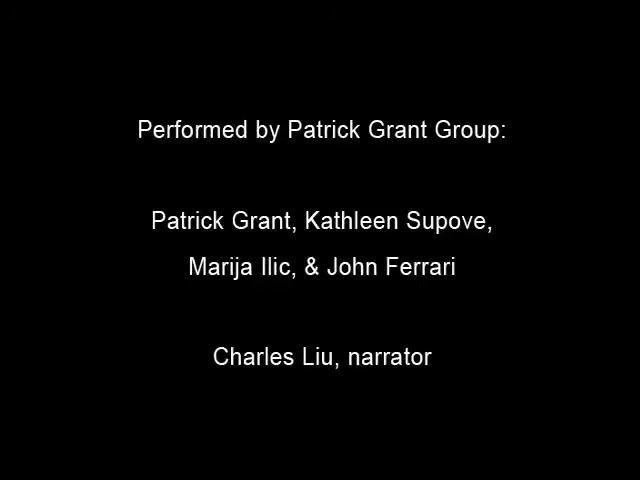 Performed by Patrick Grant Group:
Patrick Grant, Kathleen Supove,
Marija Ilic, & John Ferrari
Charles Liu, narrator